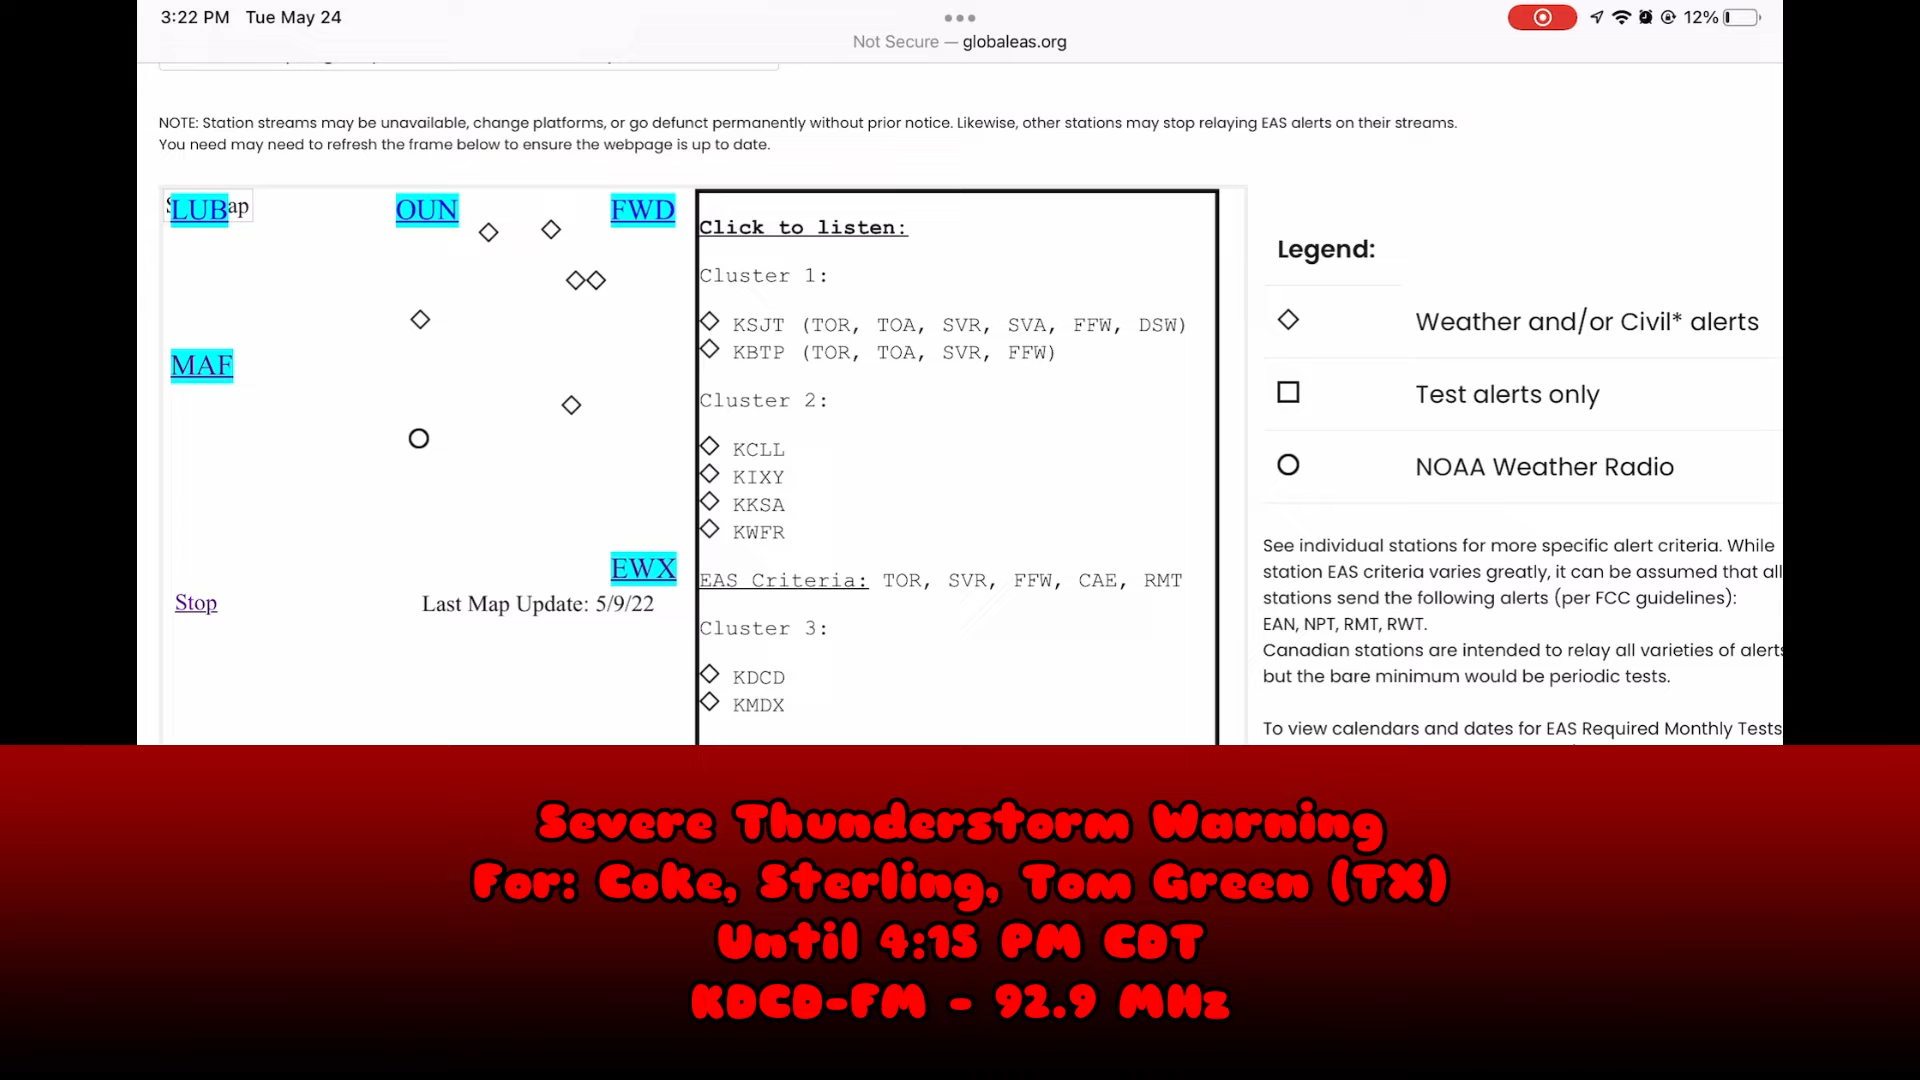 3:22 PM Tue May 24
12%
Not Secure — globaleas.org
NOTE: Station streams may be unavailable, change platforms, or go defunct permanently without prior notice. Likewise, other stations may stop relaying EAS alerts on their streams.
You need may need to refresh the frame below to ensure the webpage is up to date.
LUB
ap
OUN
FWD
MAF
EWX
Stop
Last Map Update: 5/9/22
Click to listen:
Cluster 1:
KSJT (TOR, TOA, SVR, SVA, FFW, DSW)
KBTP (TOR, TOA, SVR, FFW)
Cluster 2:
KCLL
KIXY
KKSA
KWFR
EAS Criteria: TOR, SVR, FFW, CAE, RMT
Cluster 3:
KDCD
KMDX
Legend:
Weather and/or Civil* alerts
Test alerts only
NOAA Weather Radio
See individual stations for more specific alert criteria. While
station EAS criteria varies greatly, it can be assumed that all
stations send the following alerts (per FCC guidelines):
EAN, NPT, RMT, RWT.
Canadian stations are intended to relay all varieties of alerts
but the bare minimum would be periodic tests.
To view calendars and dates for EAS Required Monthly Tests
Severe Thunderstorm Warning
For: Coke, Sterling, Tom Green (TX)
Until 4:15 PM CDT
KDCD-FM - 92.9 MHz